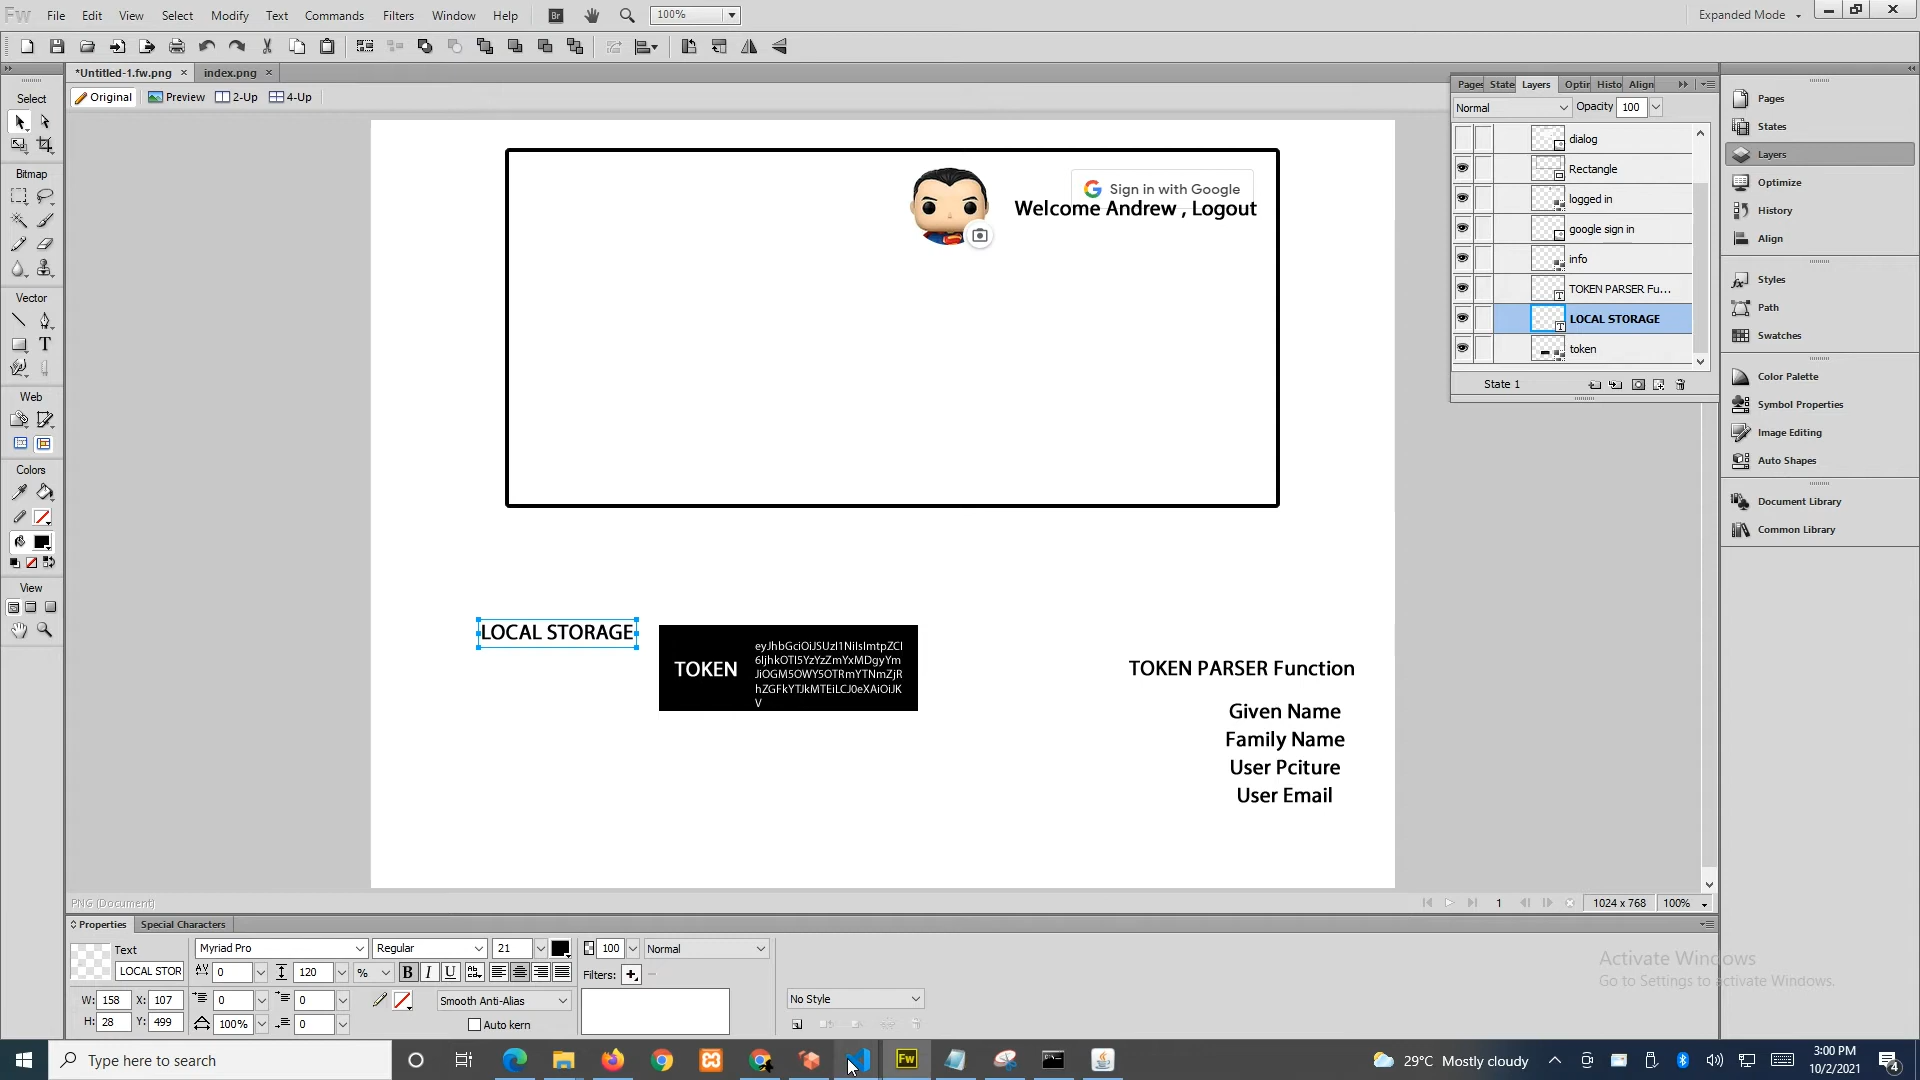 Fw File Edit View Select Modify Text Commands Filters Window Help Br 100% Expanded Mode
*Untitled-1.fw.png index.png
Original Preview 2-Up 4-Up
Select
Bitmap
Vector
Web
Colors
View
Sign in with Google
Welcome Andrew , Logout
LOCAL STORAGE
TOKEN
eyJhbGciOiJSUzI1NiIsImtpZCI
6IjhkOTI5YzYzZmYxMDgyYm
JiOGM5OWY5OTRmYTNmZjR
hZGFkYTJkMTEiLCJ0eXAiOiJK
V
TOKEN PARSER Function
Given Name
Family Name
User Pciture
User Email
Pages State Layers Optir Histo Align
Normal Opacity 100
dialog
Rectangle
logged in
google sign in
info
TOKEN PARSER Fu...
LOCAL STORAGE
token
State 1
Pages
States
Layers
Optimize
History
Align
Styles
Path
Swatches
Color Palette
Symbol Properties
Image Editing
Auto Shapes
Document Library
Common Library
PNG (Document) 1 1024 x 768 100%
Properties Special Characters
Text Myriad Pro Regular 21 100 Normal
LOCAL STOR 0 120 % B I U Filters:
W: 158 X: 107 0 0 Smooth Anti-Alias No Style
H: 28 Y: 499 100% 0 Auto kern
Activate Windows
Go to Settings to activate Windows.
Type here to search Fw 29°C Mostly cloudy 3:00 PM
10/2/2021 4